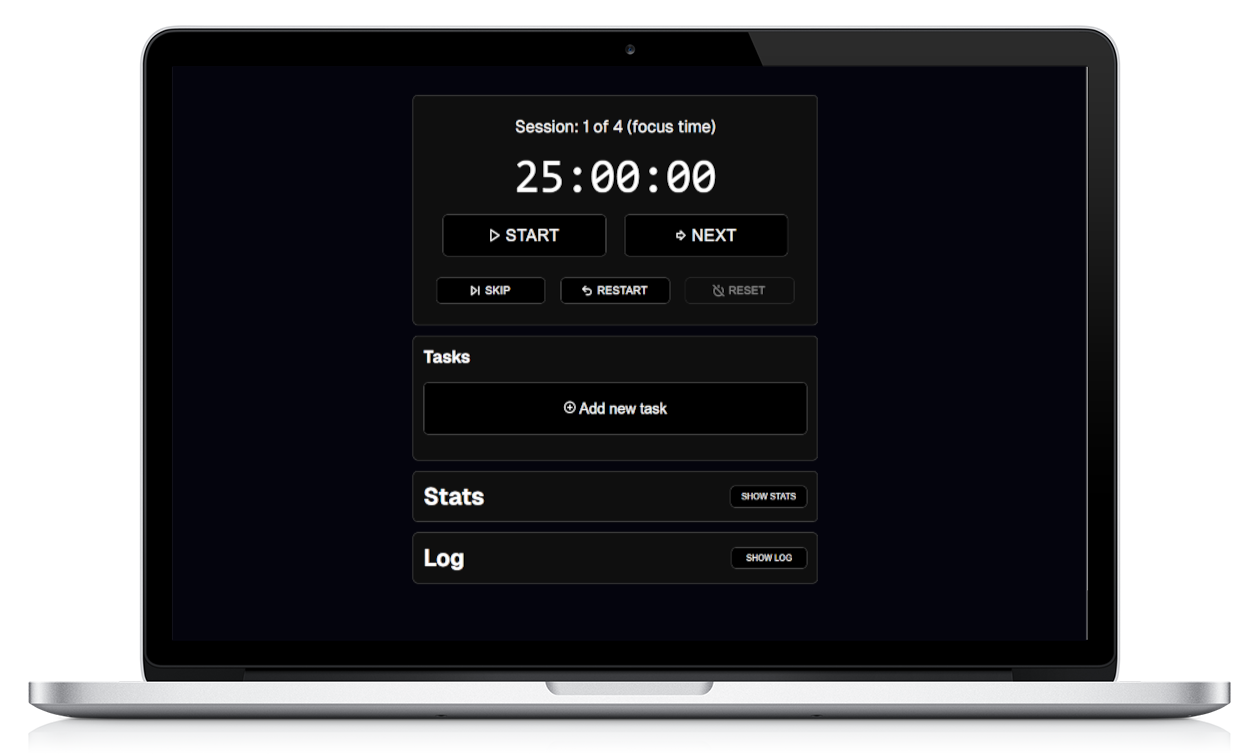 Session: 1 of 4 (focus time)
25:00:00
START NEXT
SKIP RESTART RESET
Tasks
Add new task
Stats SHOW STATS
Log SHOW LOG